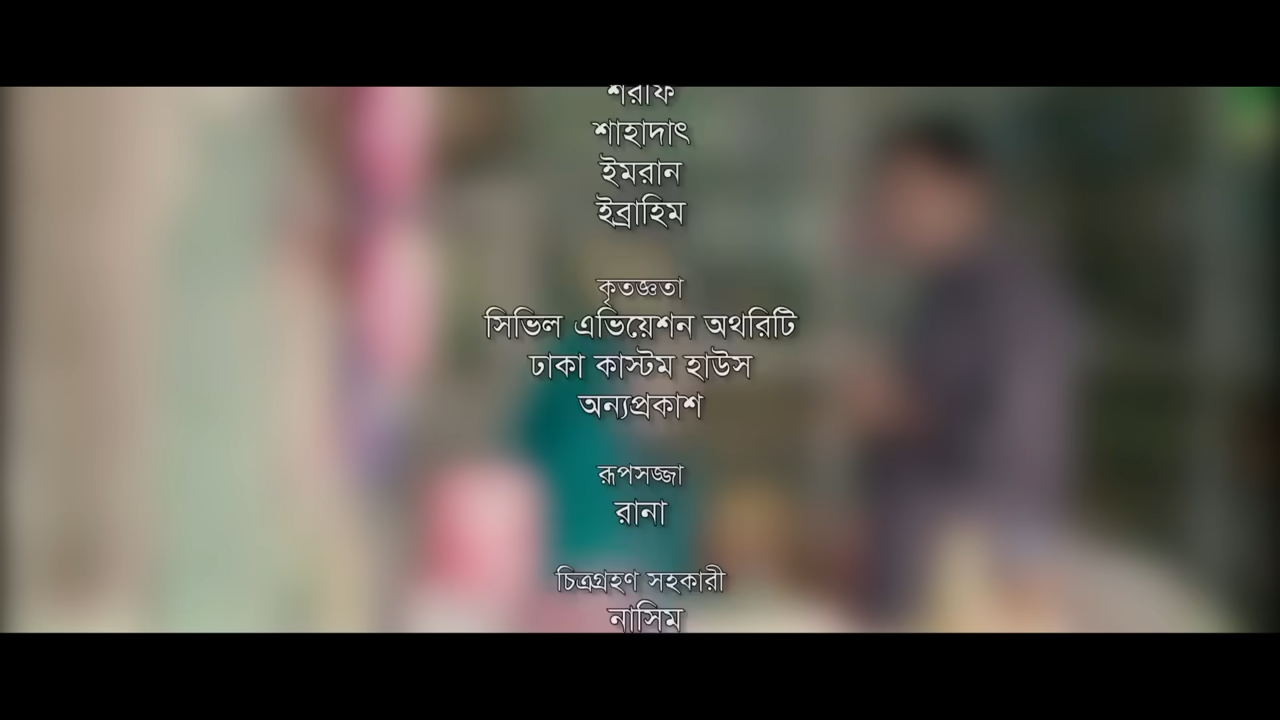 শরীফ
শাহাদাৎ
ইমরান
ইব্রাহিম
কৃতজ্ঞতা
সিভিল এভিয়েশন অথরিটি
ঢাকা কাস্টম হাউস
অন্যপ্রকাশ
রূপসজ্জা
রানা
চিত্রগ্রহণ সহকারী
নাসিম